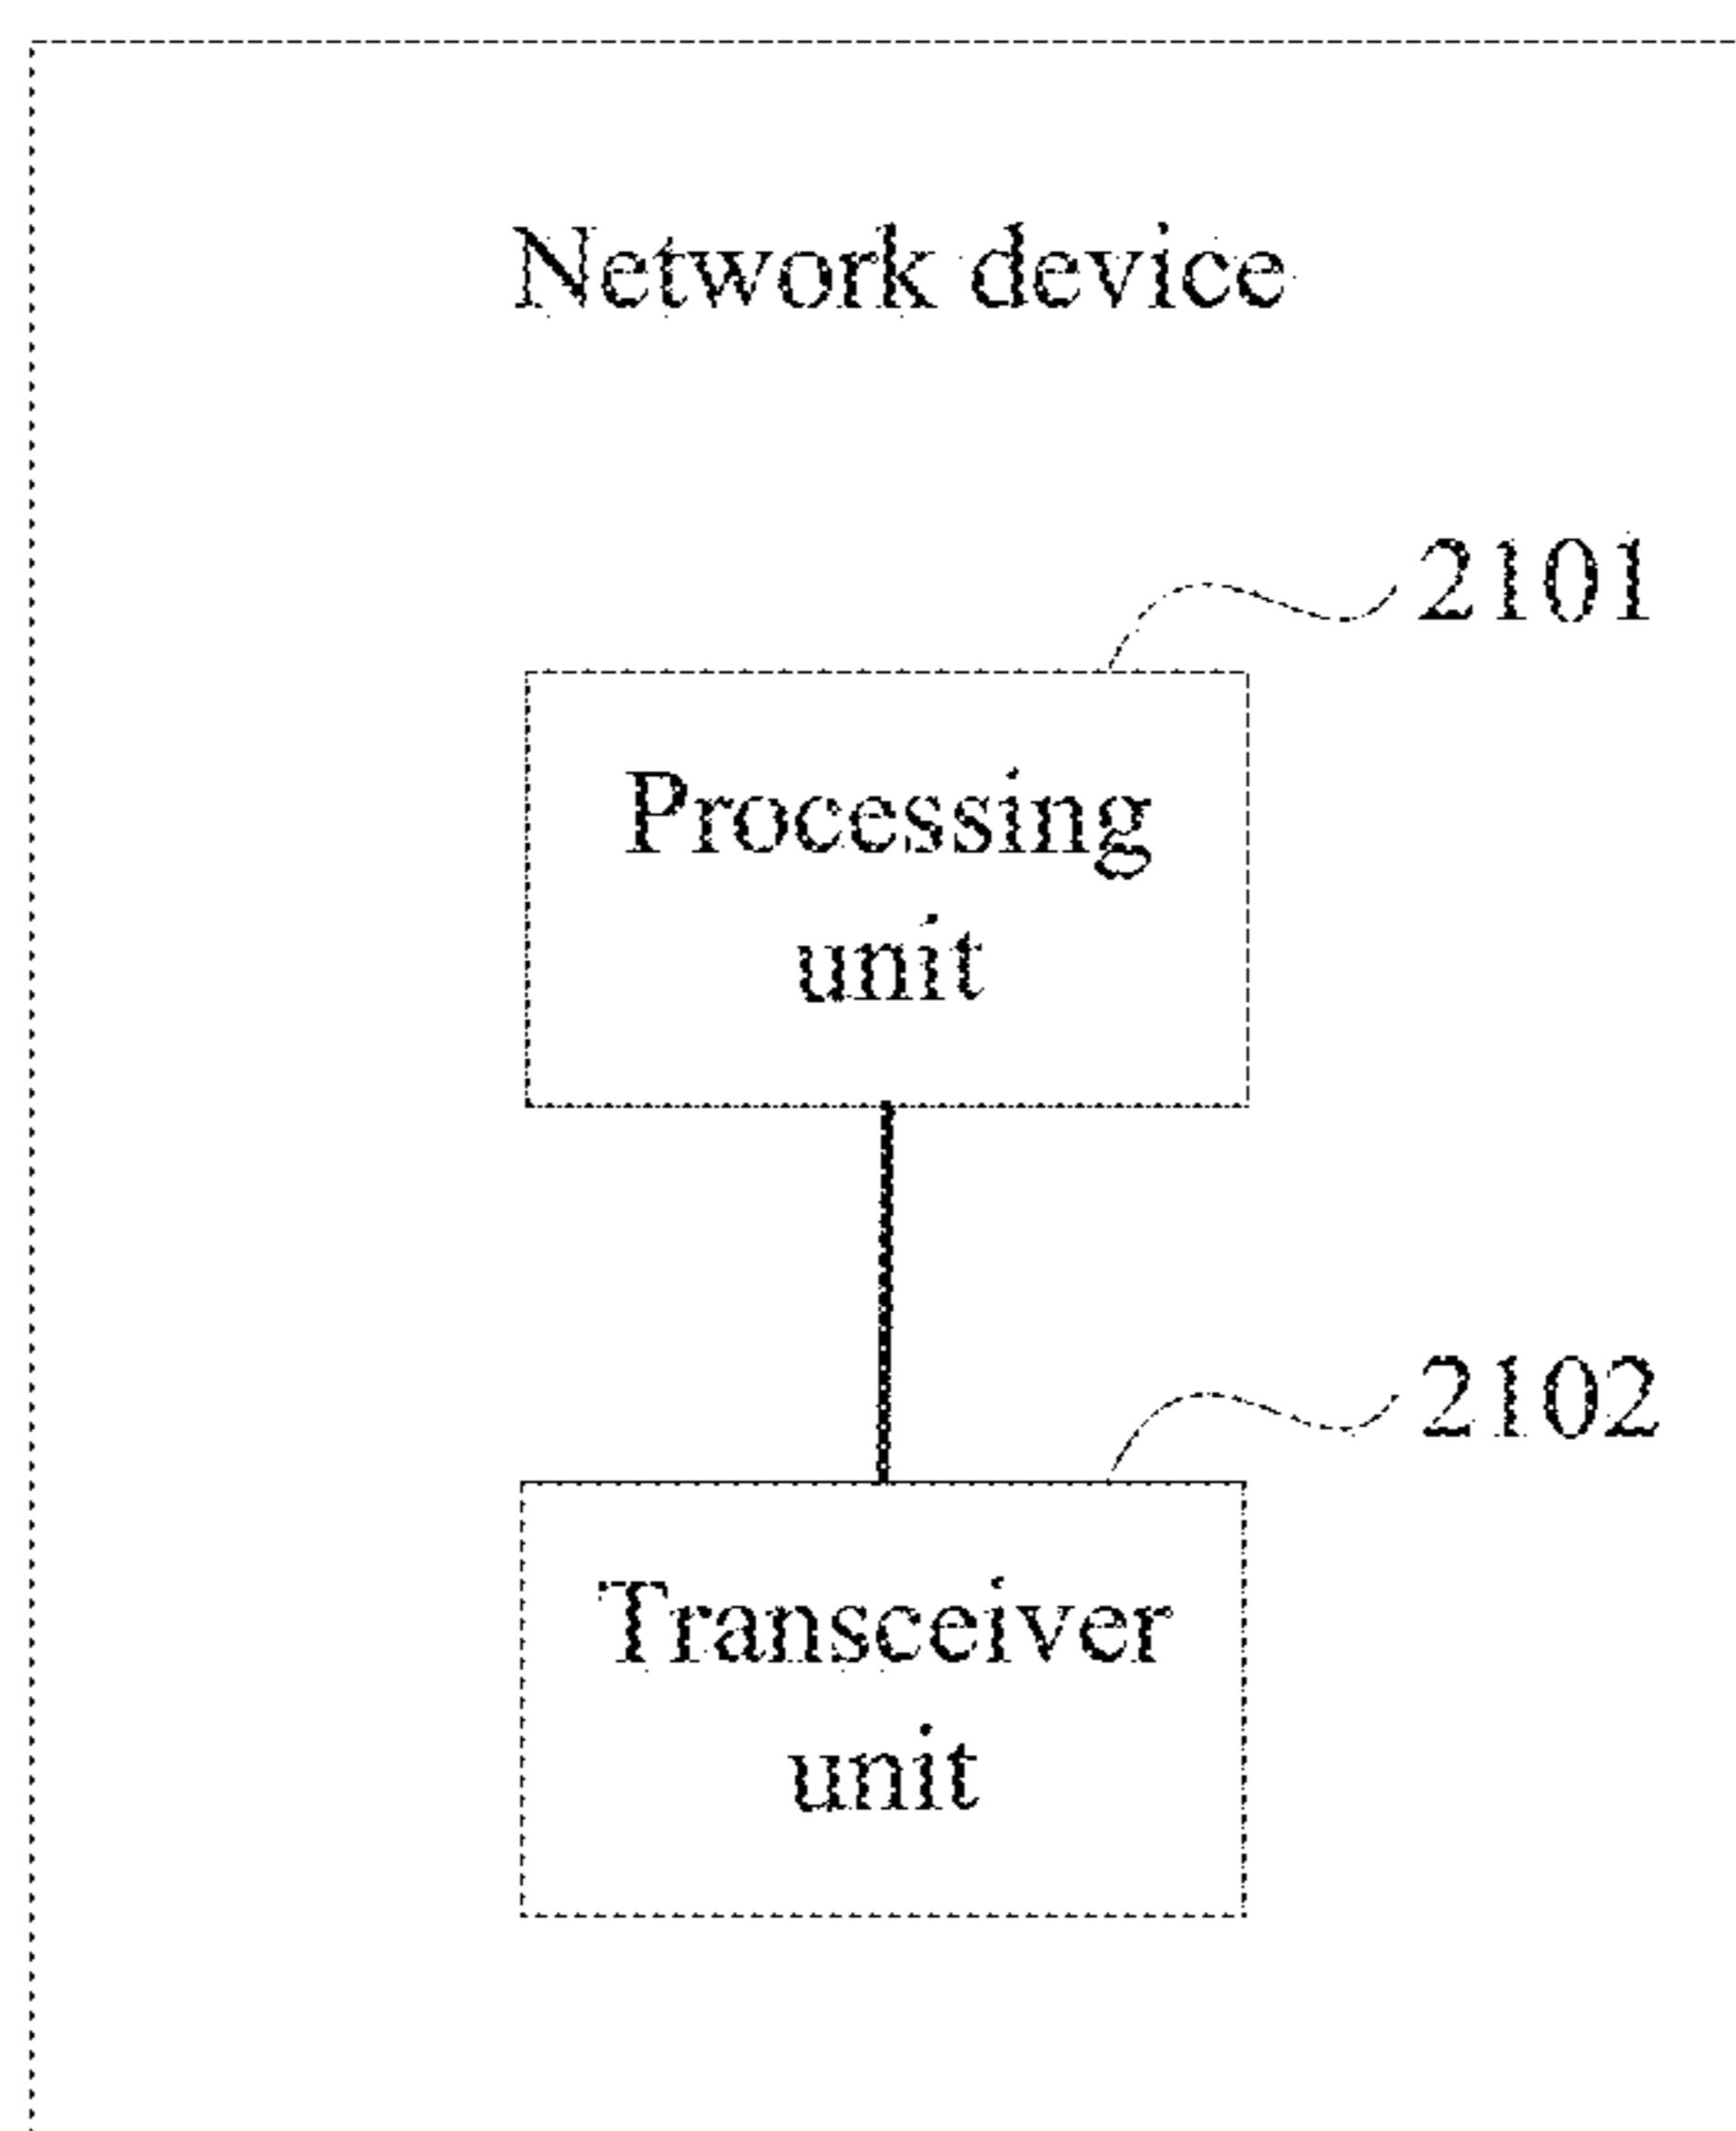 Network device
2101
Processing
unit
2102
Transceiver
unit